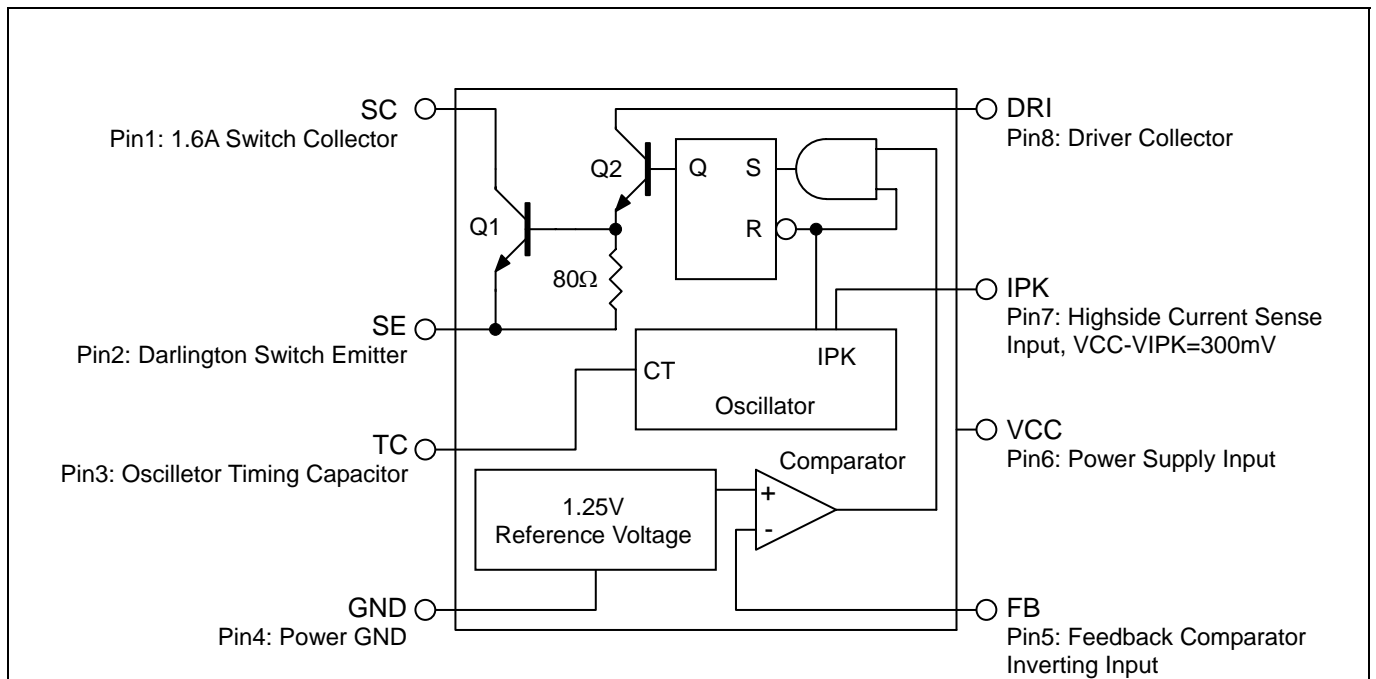 SC
Pin1: 1.6A Switch Collector
DRI
Pin8: Driver Collector
Q2
Q
S
R
Q1
80Ω
SE
Pin2: Darlington Switch Emitter
IPK
Pin7: Highside Current Sense
Input, VCC-VIPK=300mV
CT
IPK
Oscillator
TC
Pin3: Oscilletor Timing Capacitor
VCC
Pin6: Power Supply Input
Comparator
1.25V
Reference Voltage
+
-
GND
Pin4: Power GND
FB
Pin5: Feedback Comparator
Inverting Input